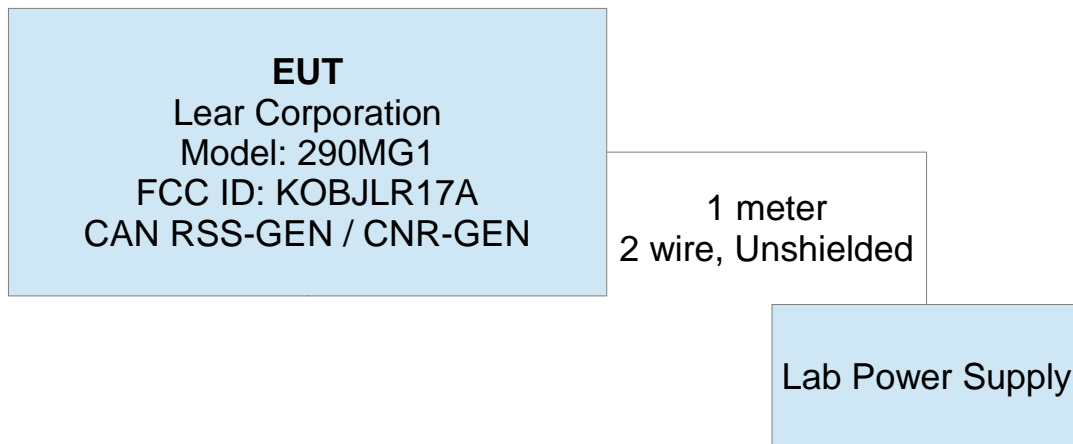 EUT
Lear Corporation
Model: 290MG1
FCC ID: KOBJLR17A
CAN RSS-GEN / CNR-GEN
1 meter
2 wire, Unshielded
Lab Power Supply